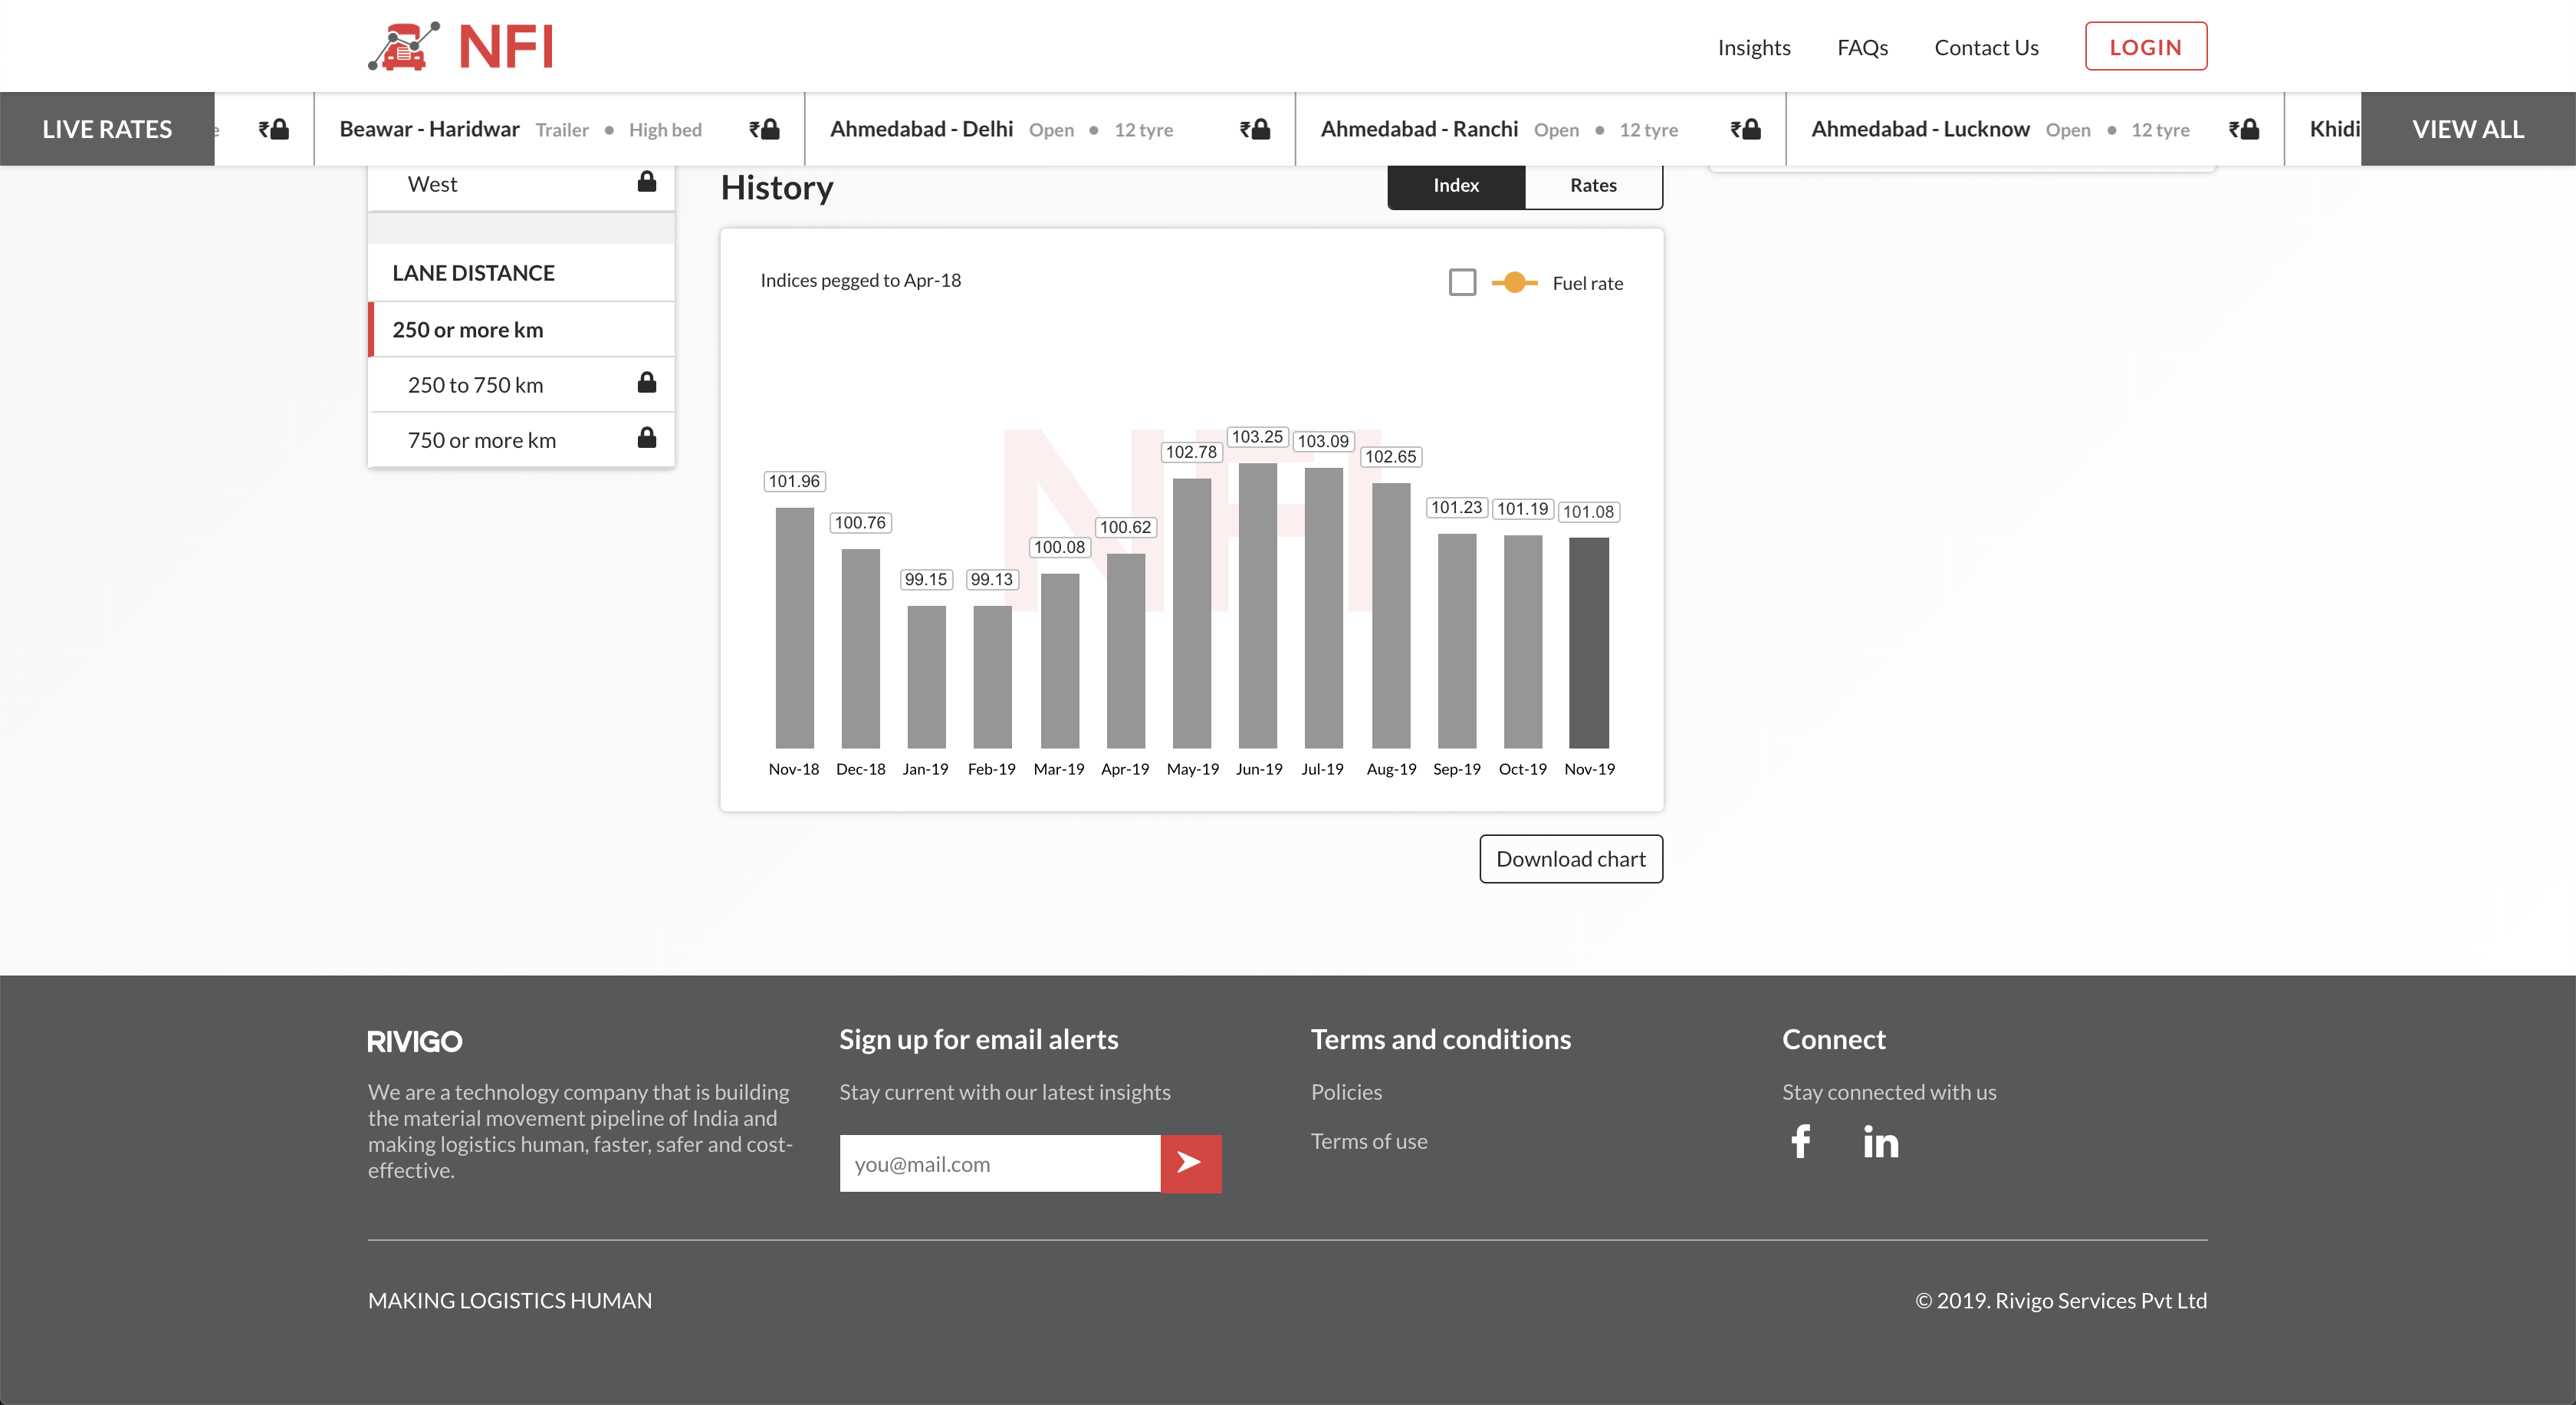 NFI
Insights
FAQs
Contact Us
LOGIN
LIVE RATES
₹
Beawar - Haridwar Trailer • High bed ₹
Ahmedabad - Delhi Open • 12 tyre ₹
Ahmedabad - Ranchi Open • 12 tyre ₹
Ahmedabad - Lucknow Open • 12 tyre ₹
Khidi
VIEW ALL
West
LANE DISTANCE
250 or more km
250 to 750 km
750 or more km
History
Index
Rates
Indices pegged to Apr-18
Fuel rate
NFI
101.96
100.76
99.15
99.13
100.08
100.62
102.78
103.25
103.09
102.65
101.23
101.19
101.08
Nov-18 Dec-18 Jan-19 Feb-19 Mar-19 Apr-19 May-19 Jun-19 Jul-19 Aug-19 Sep-19 Oct-19 Nov-19
Download chart
RIVIGO
We are a technology company that is building
the material movement pipeline of India and
making logistics human, faster, safer and cost-
effective.
Sign up for email alerts
Stay current with our latest insights
you@mail.com
Terms and conditions
Policies
Terms of use
Connect
Stay connected with us
f in
MAKING LOGISTICS HUMAN
© 2019. Rivigo Services Pvt Ltd